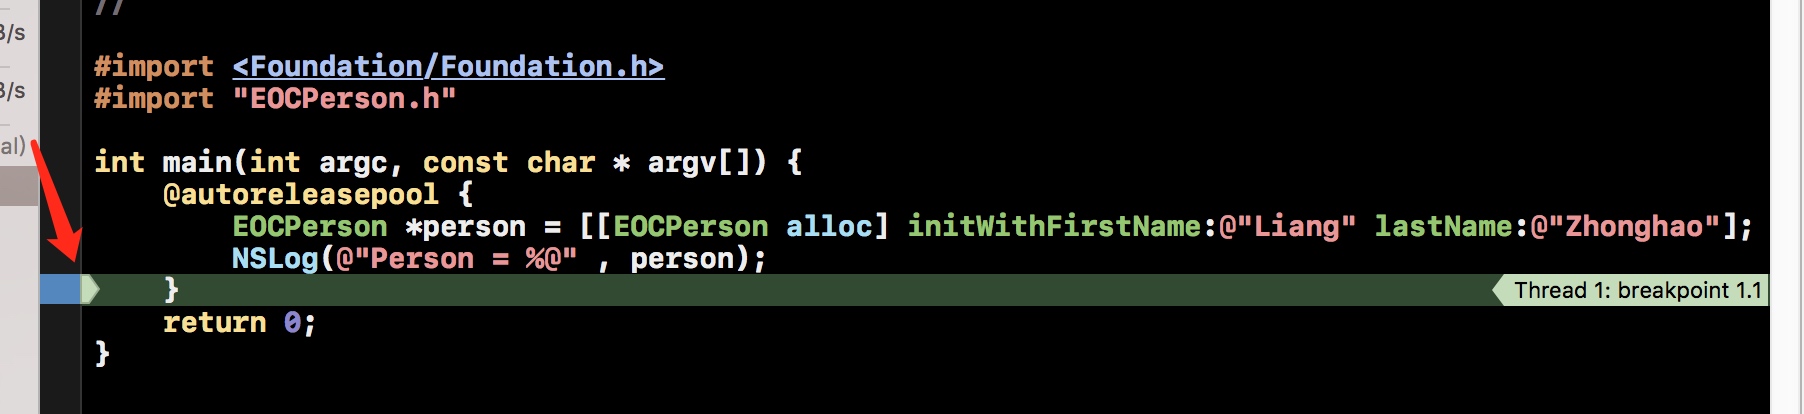 //
B/s
#import <Foundation/Foundation.h>
B/s
#import "EOCPerson.h"
al)
int main(int argc, const char * argv[]) {
@autoreleasepool {
EOCPerson *person = [[EOCPerson alloc] initWithFirstName:@"Liang" lastName:@"Zhonghao"];
NSLog(@"Person = %@" , person);
} Thread 1: breakpoint 1.1
return 0;
}